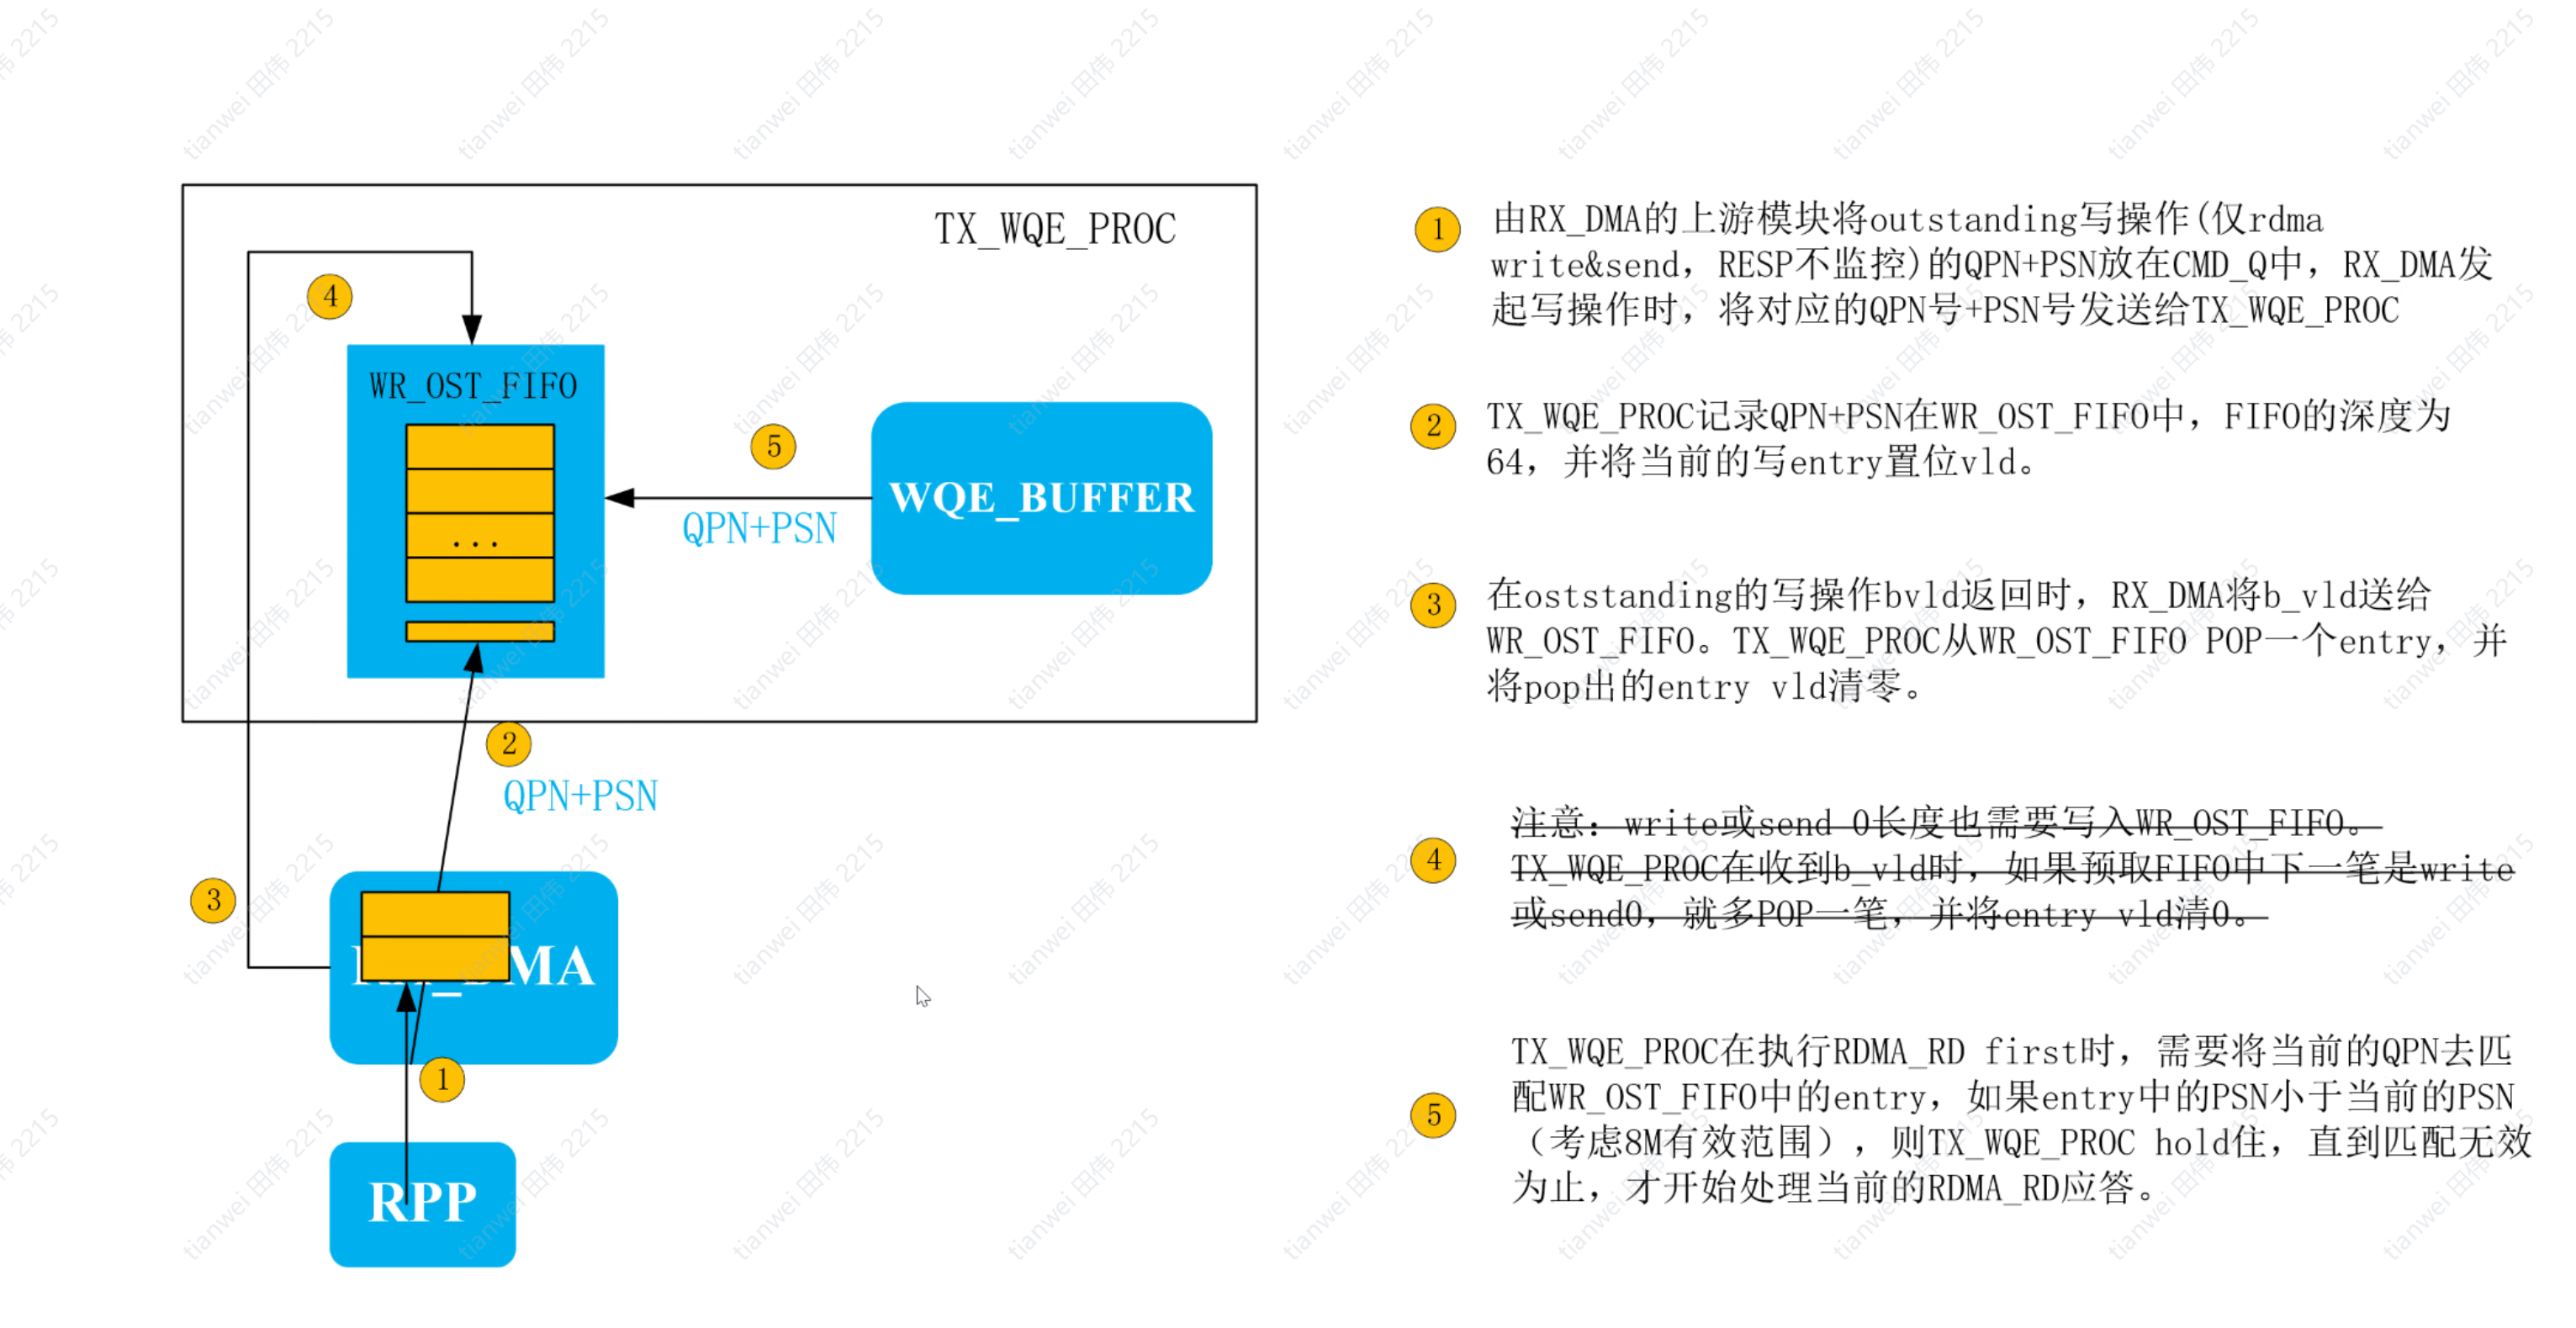 TX_WQE_PROC
④
WR_OST_FIFO
...
⑤
QPN+PSN
WQE_BUFFER
②
QPN+PSN
③
MA
①
RPP
① 由RX_DMA的上游模块将outstanding写操作(仅rdma
write&send, RESP不监控)的QPN+PSN放在CMD_Q中, RX_DMA发
起写操作时, 将对应的QPN号+PSN号发送给TX_WQE_PROC
② TX_WQE_PROC记录QPN+PSN在WR_OST_FIFO中, FIFO的深度为
64, 并将当前的写entry置位vld。
③ 在oststanding的写操作bvld返回时, RX_DMA将b_vld送给
WR_OST_FIFO。TX_WQE_PROC从WR_OST_FIFO POP一个entry, 并
将pop出的entry vld清零。
④ 注意: write或send 0长度也需要写入WR_OST_FIFO。
TX_WQE_PROC在收到b_vld时, 如果预取FIFO中下一笔是write
或send0, 就多POP一笔, 并将entry vld清0。
⑤ TX_WQE_PROC在执行RDMA_RD first时, 需要将当前的QPN去匹
配WR_OST_FIFO中的entry, 如果entry中的PSN小于当前的PSN
(考虑8M有效范围), 则TX_WQE_PROC hold住, 直到匹配无效
为止, 才开始处理当前的RDMA_RD应答。
tianwei 田伟 2215